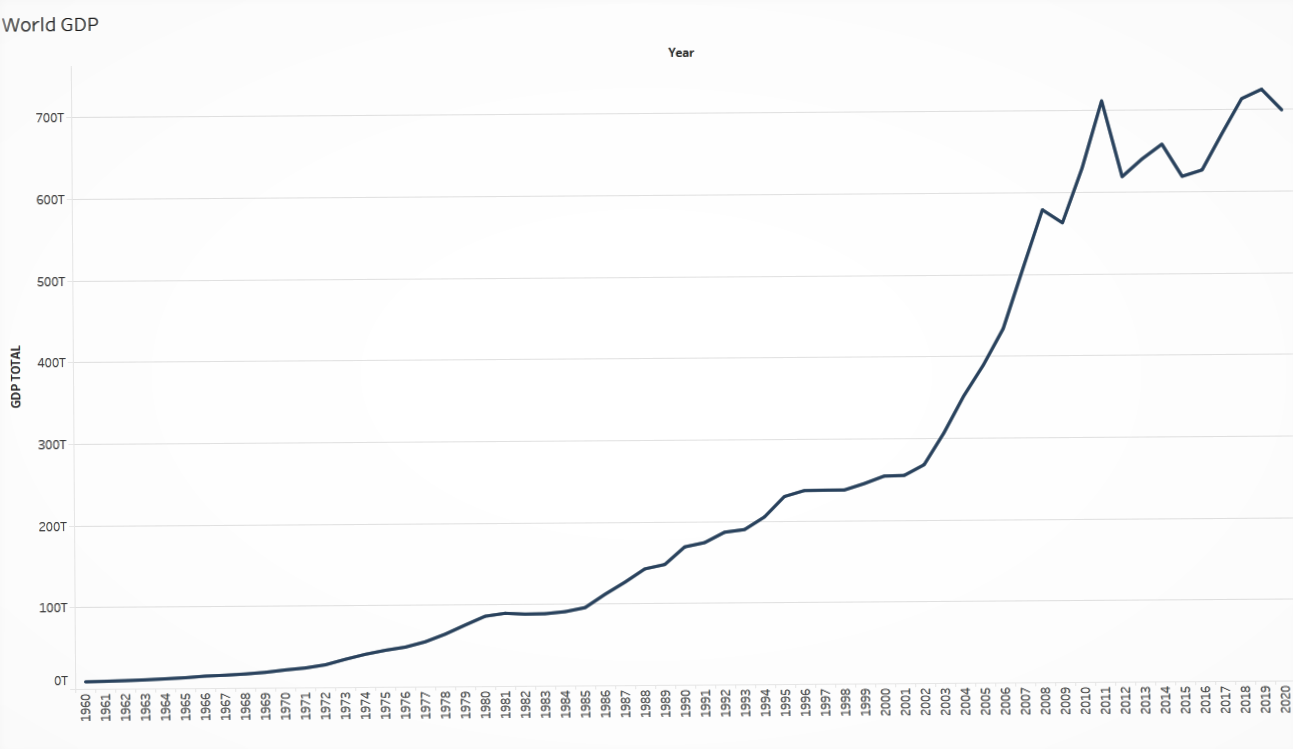 World GDP
Year
700T
600T
500T
400T
300T
200T
100T
0T
GDP TOTAL
1960 1961 1962 1963 1964 1965 1966 1967 1968 1969 1970 1971 1972 1973 1974 1975 1976 1977 1978 1979 1980 1981 1982 1983 1984 1985 1986 1987 1988 1989 1990 1991 1992 1993 1994 1995 1996 1997 1998 1999 2000 2001 2002 2003 2004 2005 2006 2007 2008 2009 2010 2011 2012 2013 2014 2015 2016 2017 2018 2019 2020